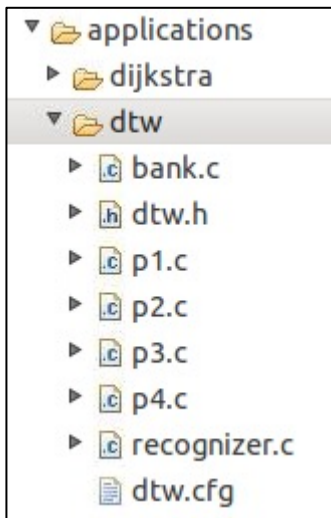 applications
dijkstra
dtw
bank.c
dtw.h
p1.c
p2.c
p3.c
p4.c
recognizer.c
dtw.cfg